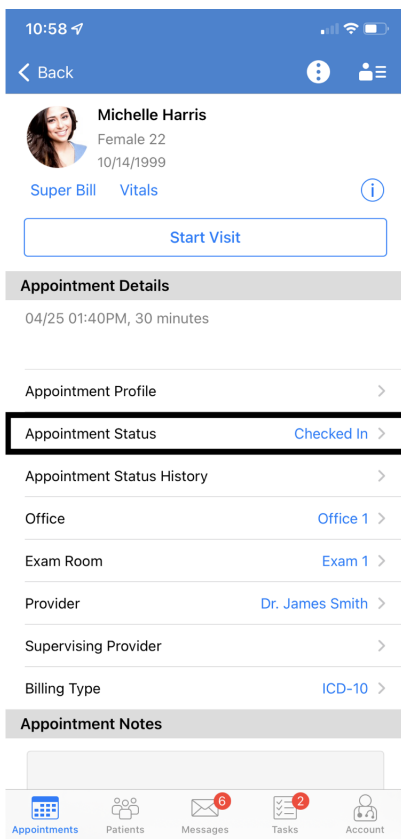 10:58
Back
Michelle Harris
Female 22
10/14/1999
Super Bill Vitals
Start Visit
Appointment Details
04/25 01:40PM, 30 minutes
Appointment Profile
Appointment Status Checked In
Appointment Status History
Office Office 1
Exam Room Exam 1
Provider Dr. James Smith
Supervising Provider
Billing Type ICD-10
Appointment Notes
6 2
Appointments Patients Messages Tasks Account